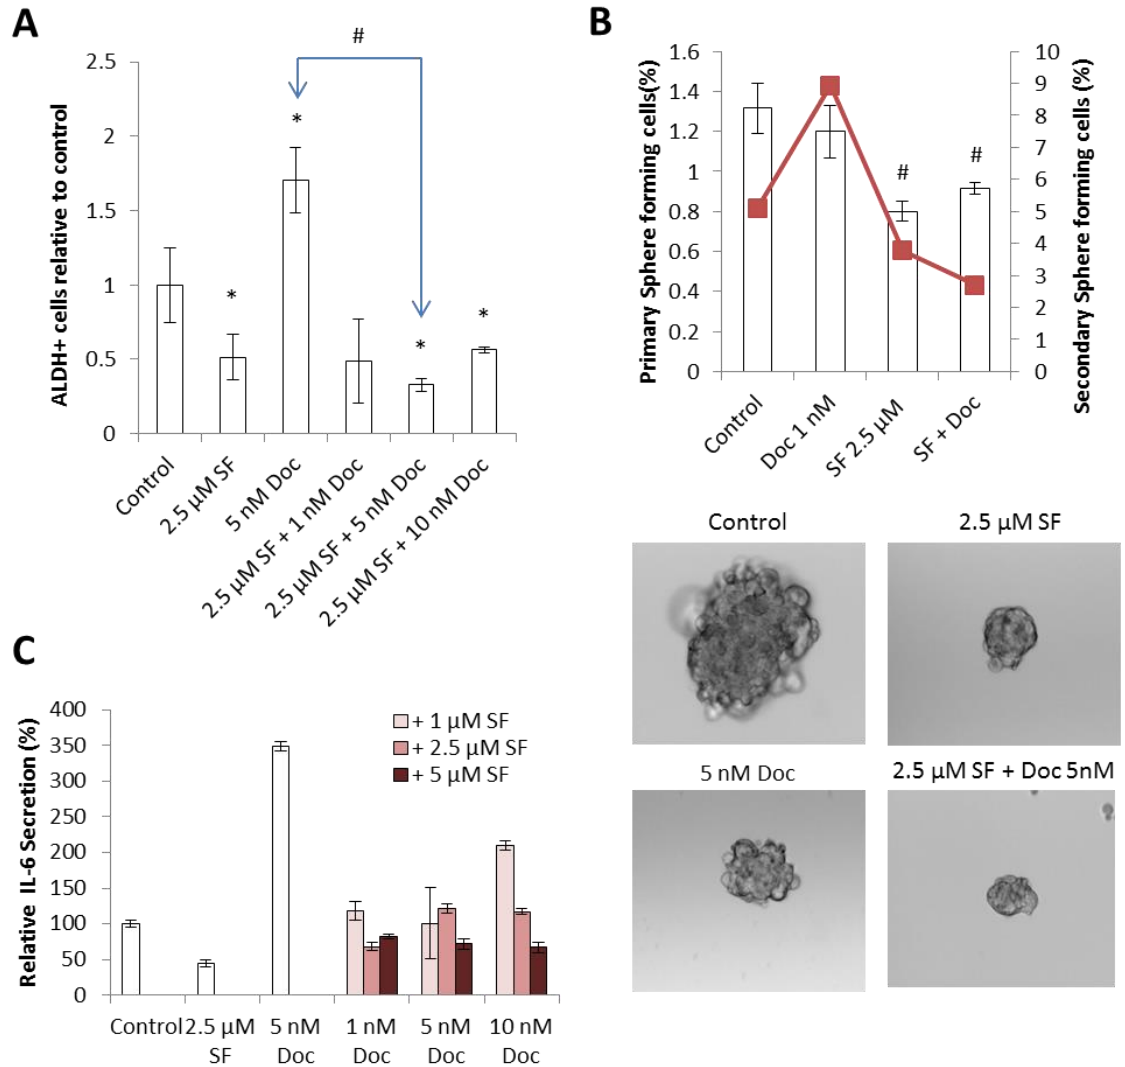 A
#
2.5
2
1.5
1
0.5
0
ALDH+ cells relative to control
*
*
*
*
Control
2.5 µM SF
5 nM Doc
2.5 µM SF + 1 nM Doc
2.5 µM SF + 5 nM Doc
2.5 µM SF + 10 nM Doc
B
1.6
1.4
1.2
1
0.8
0.6
0.4
0.2
0
Primary Sphere forming cells(%)
#
#
10
9
8
7
6
5
4
3
2
1
0
Secondary Sphere forming cells (%)
Control
Doc 1 nM
SF 2.5 µM
SF + Doc
Control
2.5 µM SF
5 nM Doc
2.5 µM SF + Doc 5nM
C
400
350
300
250
200
150
100
50
0
Relative IL-6 Secretion (%)
+ 1 µM SF
+ 2.5 µM SF
+ 5 µM SF
Control
2.5 µM
SF
5 nM
Doc
1 nM
Doc
5 nM
Doc
10 nM
Doc